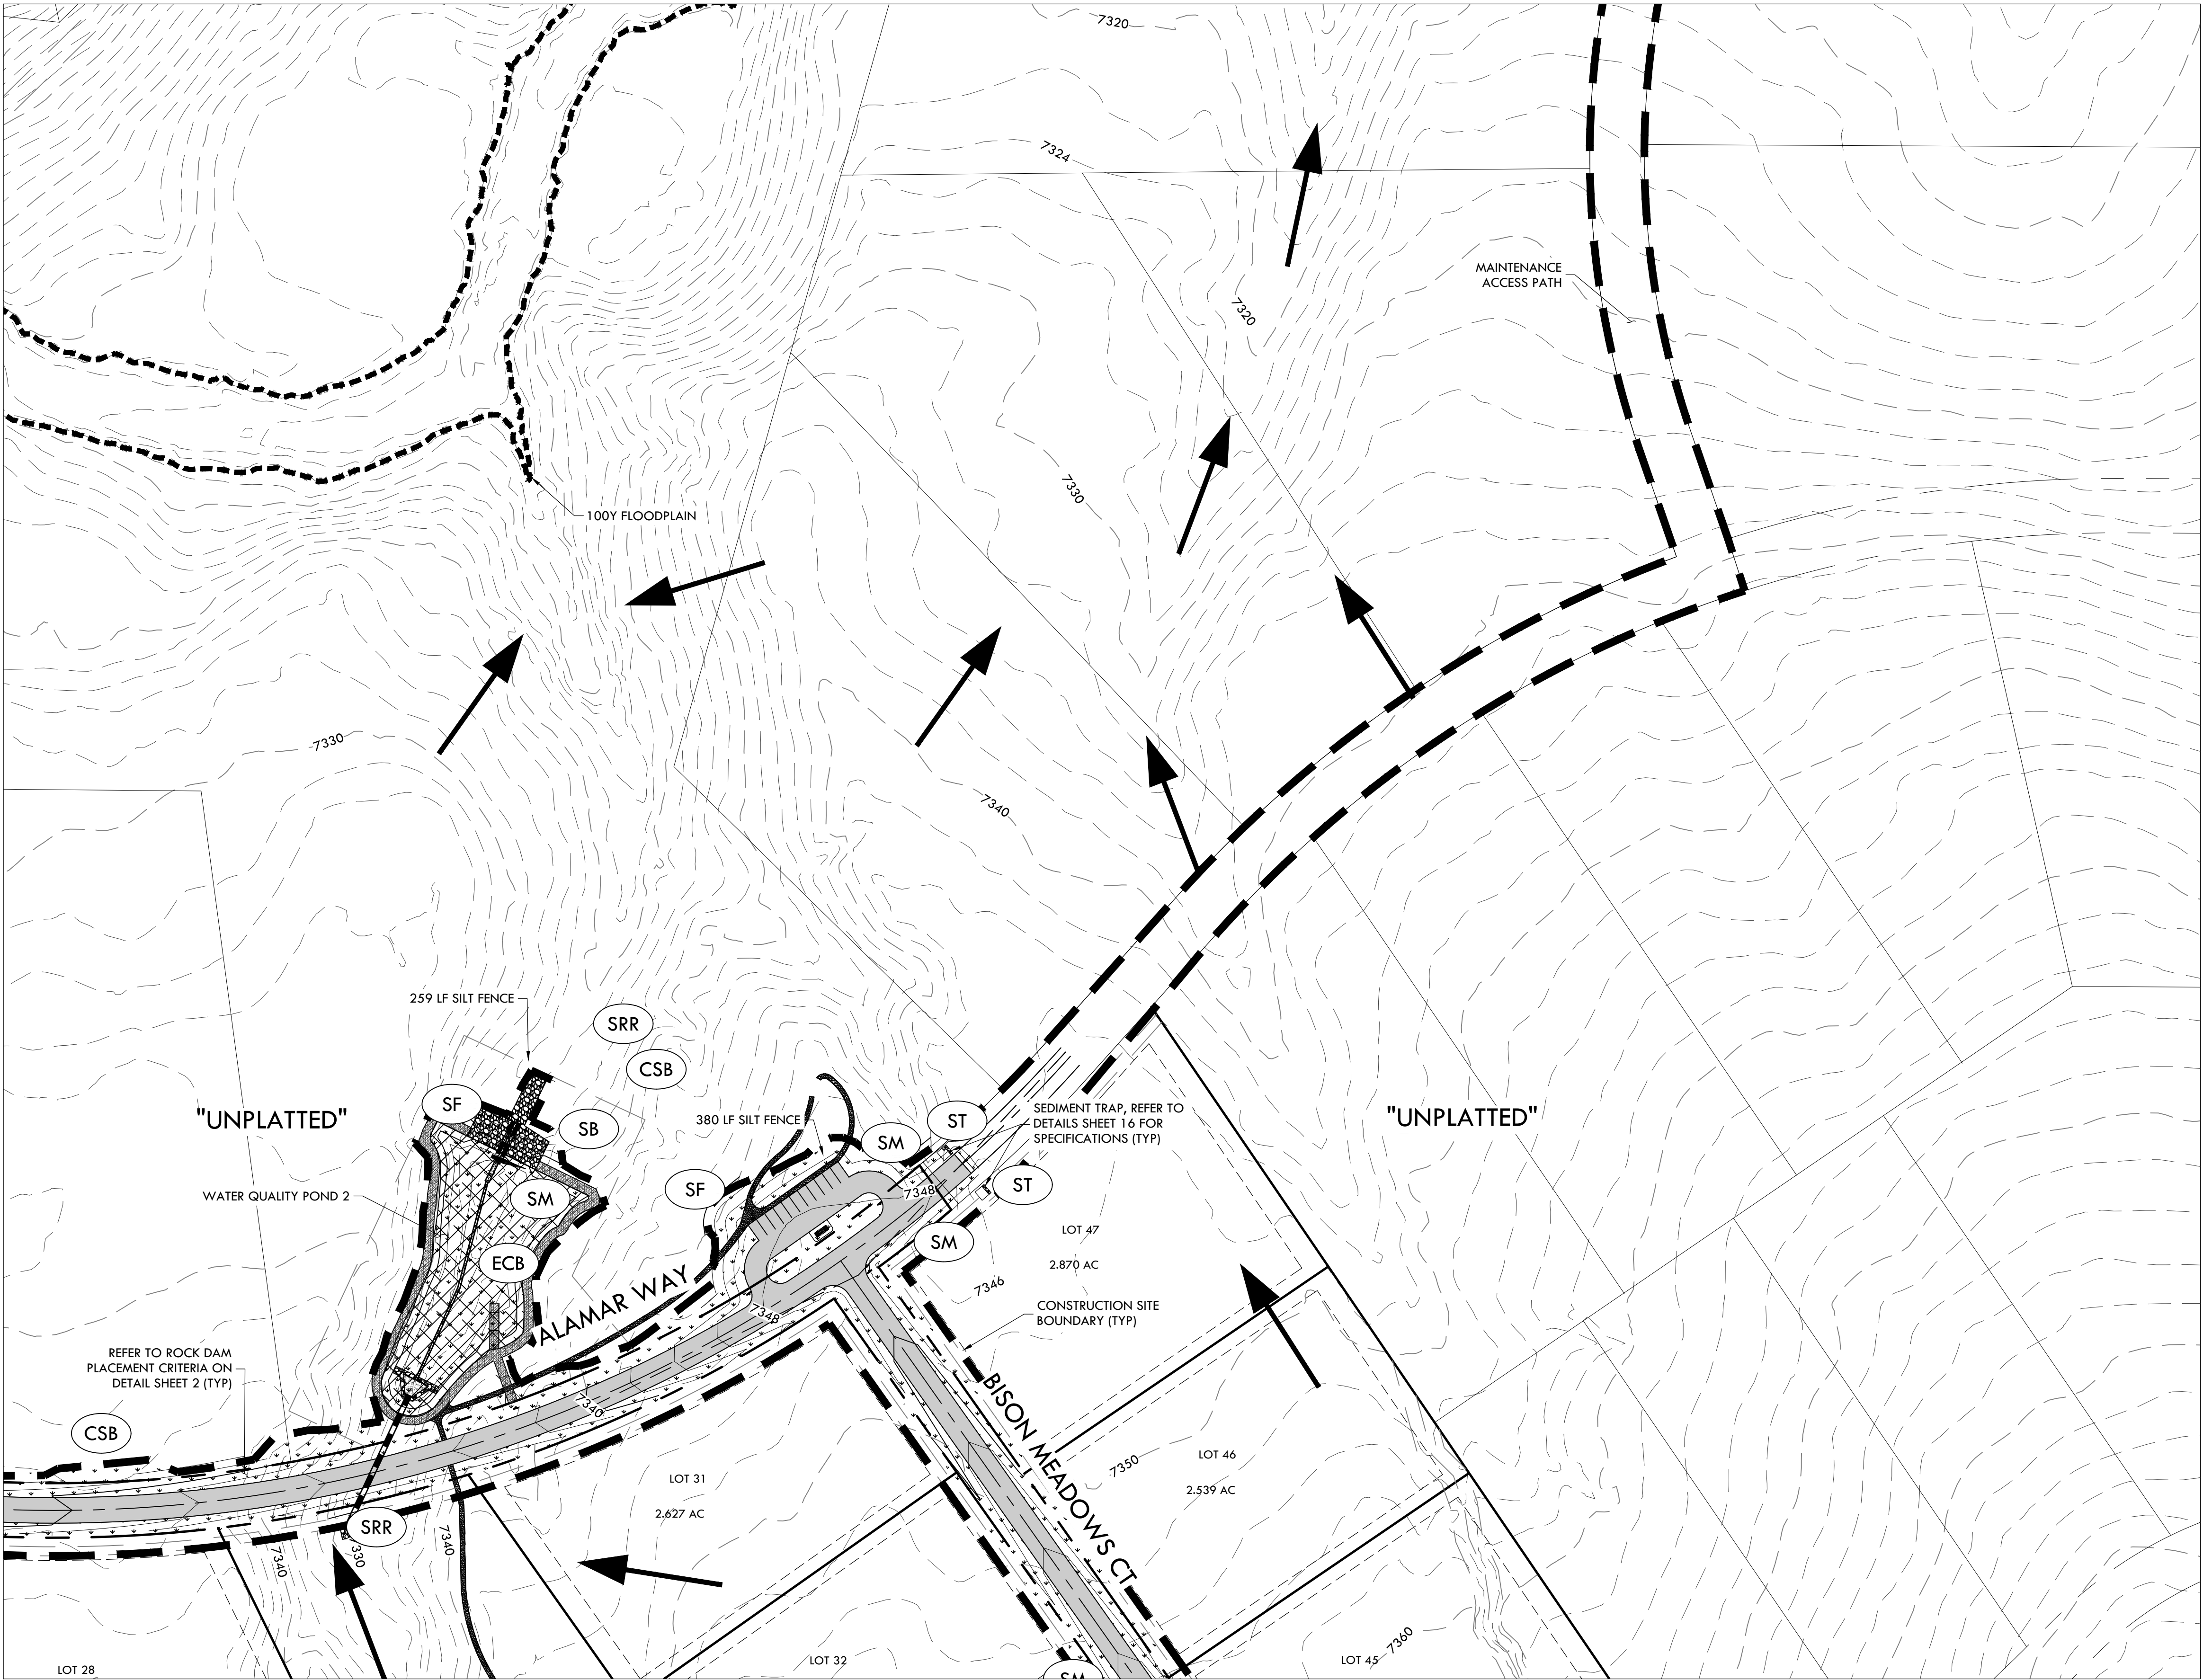 7320
7324
MAINTENANCE
ACCESS PATH
7320
7330
100Y FLOODPLAIN
7330
7340
259 LF SILT FENCE
SRR
CSB
SF
SB
"UNPLATTED"
380 LF SILT FENCE
SM
ST
SEDIMENT TRAP, REFER TO
DETAILS SHEET 16 FOR
SPECIFICATIONS (TYP)
"UNPLATTED"
WATER QUALITY POND 2
SM
SF
7348
ST
LOT 47
2.870 AC
SM
ECB
7346
ALAMAR WAY
7348
CONSTRUCTION SITE
BOUNDARY (TYP)
REFER TO ROCK DAM
PLACEMENT CRITERIA ON
DETAIL SHEET 2 (TYP)
7340
BISON MEADOWS CT
CSB
LOT 31
2.627 AC
7350
LOT 46
2.539 AC
SRR
7340
7330
7340
LOT 28
LOT 32
SM
LOT 45
7360